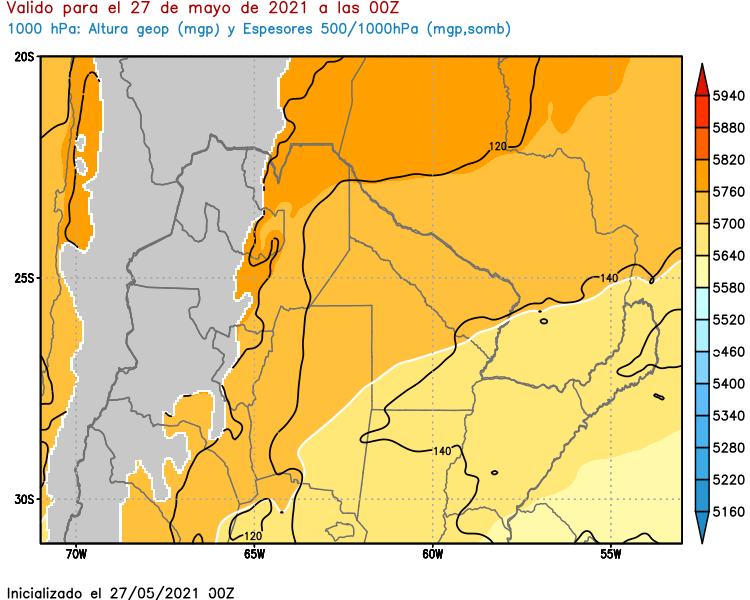 Valido para el 27 de mayo de 2021 a las 00Z
1000 hPa: Altura geop (mgp) y Espesores 500/1000hPa (mgp,somb)
20S
25S
30S
70W
65W
60W
55W
120
140
140
120
5940
5880
5820
5760
5700
5640
5580
5520
5460
5400
5340
5280
5220
5160
Inicializado el 27/05/2021 00Z